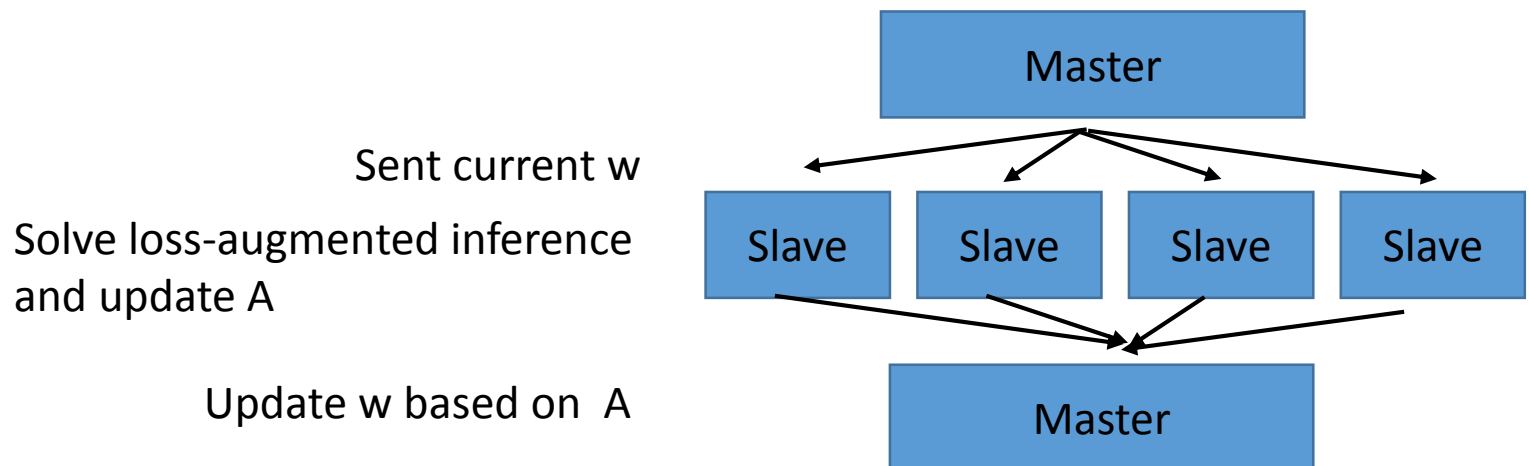 Master
Sent current w
Solve loss-augmented inference
and update A
Slave Slave Slave Slave
Update w based on A
Master